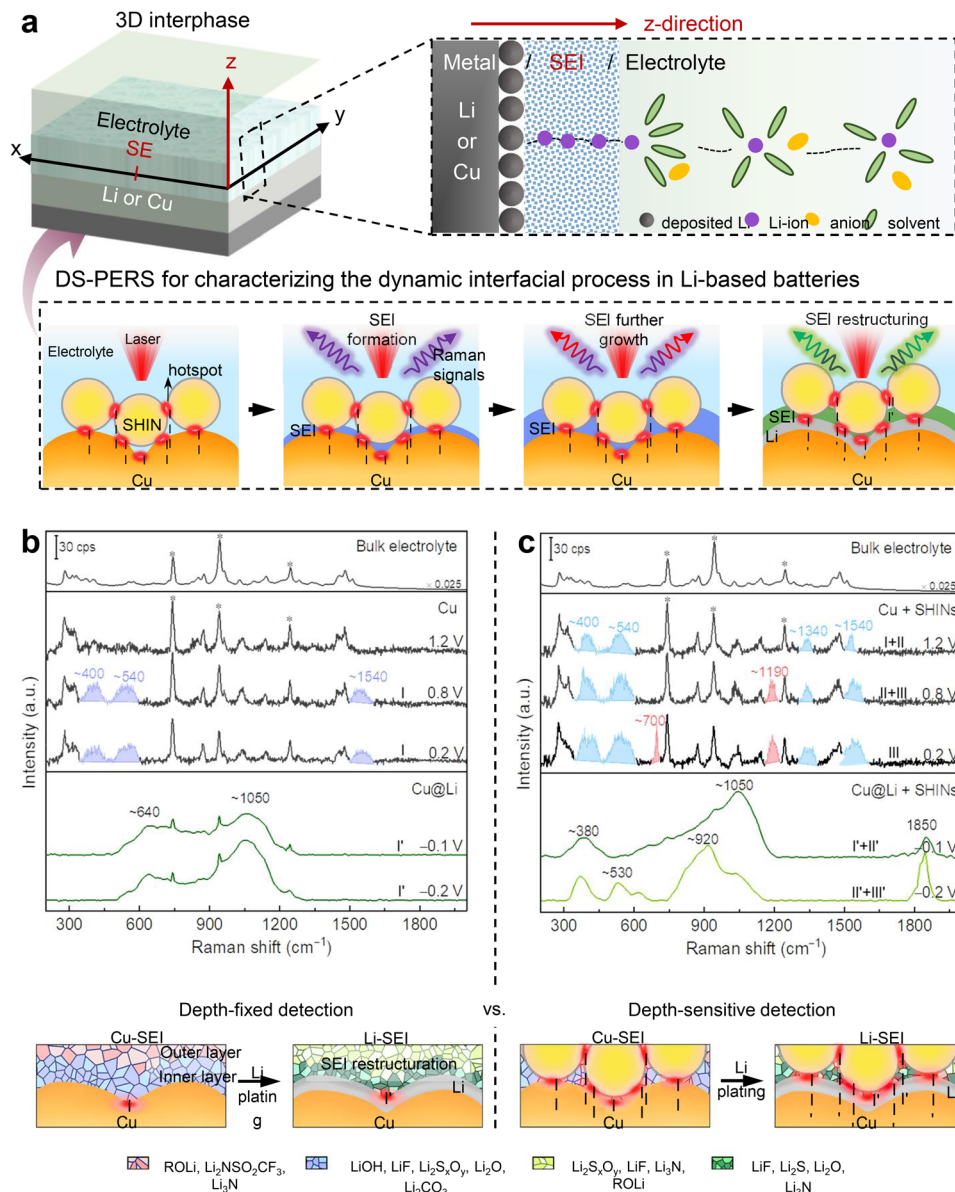 a
3D interphase
z
Electrolyte
SE
x
y
Li or Cu
z-direction
Metal / SEI / Electrolyte
Li
or
Cu
deposited Li
Li-ion
anion
solvent
DS-PERS for characterizing the dynamic interfacial process in Li-based batteries
Electrolyte
Laser
hotspot
SHIN
Cu
SEI
formation
Raman
signals
SEI
Cu
SEI further
growth
SEI
Cu
SEI restructuring
SEI
Li
Cu
b
30 cps
Bulk electrolyte
× 0.025
* * *
Cu
* * *
1.2 V
~400
~540
~1540
I
0.8 V
I
0.2 V
Cu@Li
~640
~1050
I'
−0.1 V
I'
−0.2 V
Intensity (a.u.)
300 600 900 1200 1500 1800
Raman shift (cm⁻¹)
c
30 cps
Bulk electrolyte
× 0.025
* * *
Cu + SHINs
* * *
~400
~540
~1340
~1540
I+II
1.2 V
~1190
II+III
0.8 V
~700
III
0.2 V
Cu@Li + SHINs
~380
~1050
1850
I'+II'
−0.1 V
~530
~920
II'+III'
−0.2 V
Intensity (a.u.)
300 600 900 1200 1500 1800
Raman shift (cm⁻¹)
Depth-fixed detection
vs.
Depth-sensitive detection
Cu-SEI
Outer layer
Inner layer
I
Cu
Li
platin
g
Li-SEI
SEI restructuration
Li
Cu
Cu-SEI
Cu
Li
plating
Li-SEI
Li
Cu
ROLi, Li₂NSO₂CF₃,
Li₃N
LiOH, LiF, Li₂SₓOᵧ, Li₂O,
Li₂CO₃
Li₂SₓOᵧ, LiF, Li₃N,
ROLi
LiF, Li₂S, Li₂O,
Li₃N